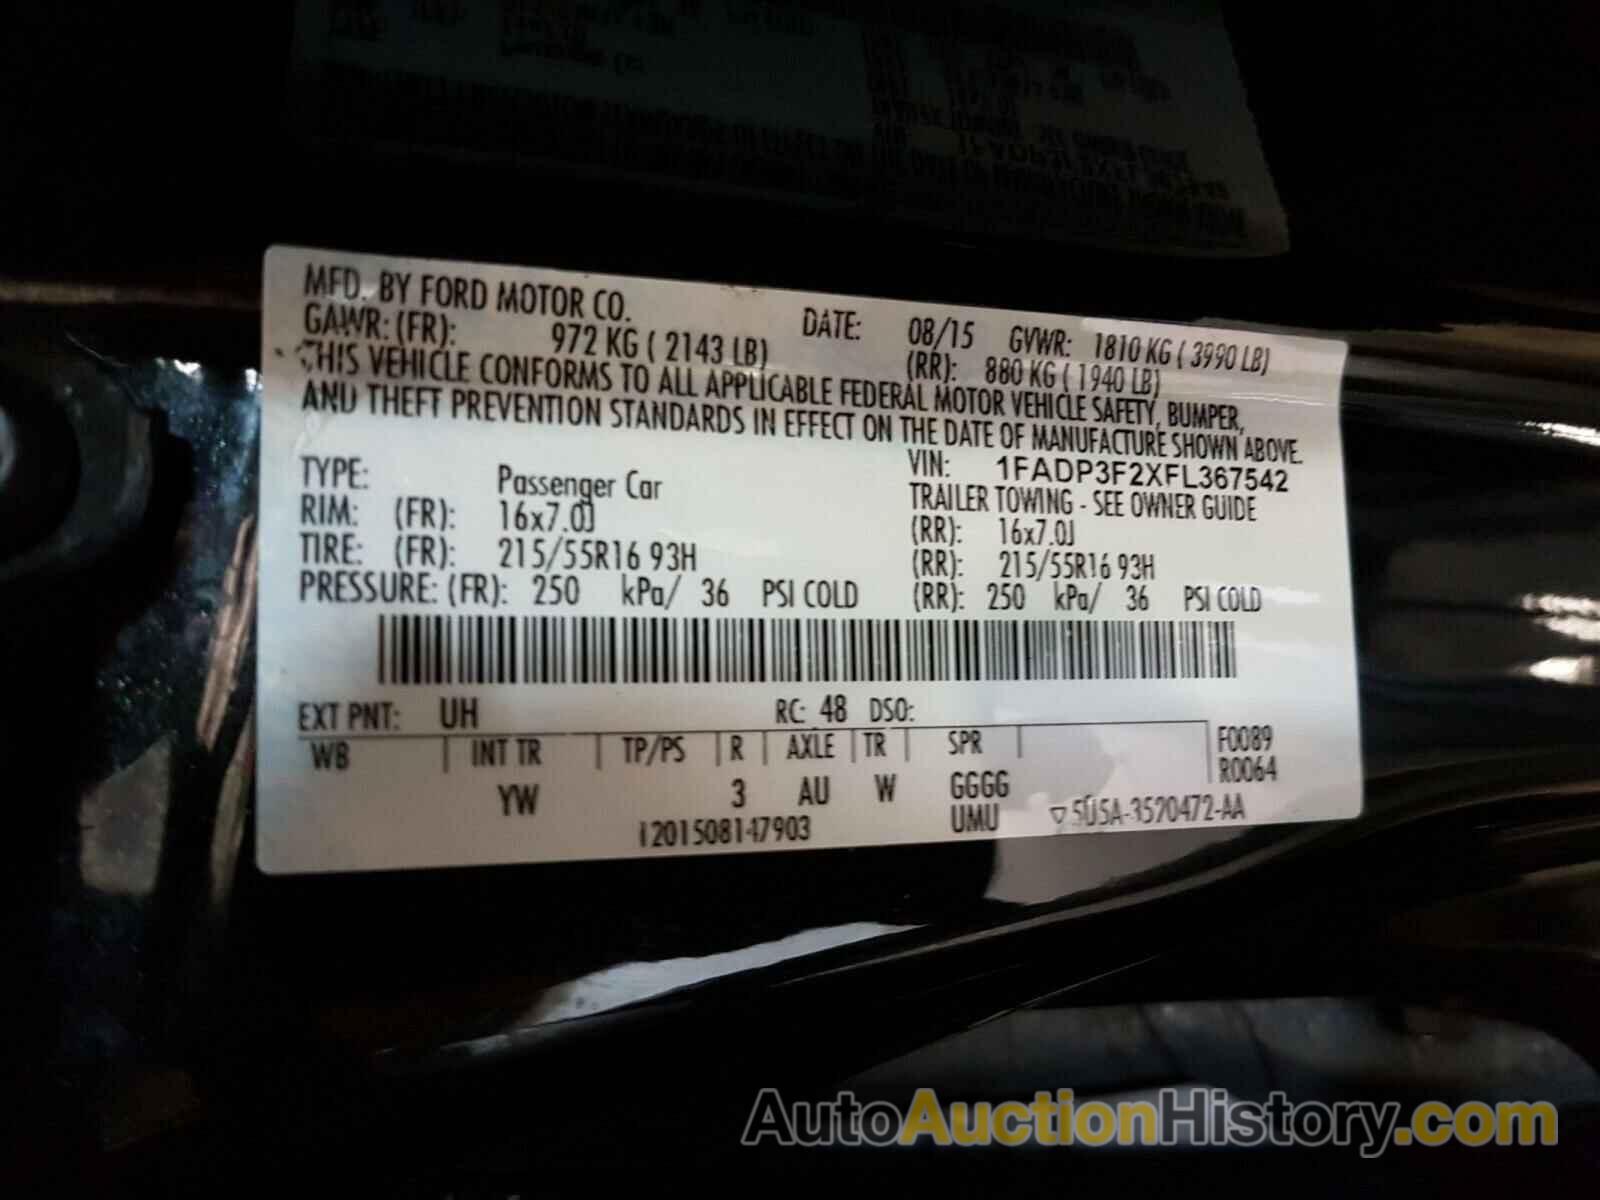 MFD. BY FORD MOTOR CO. DATE: 08/15 GVWR: 1810 KG ( 3990 LB)
GAWR: (FR): 972 KG ( 2143 LB) (RR): 880 KG ( 1940 LB)
THIS VEHICLE CONFORMS TO ALL APPLICABLE FEDERAL MOTOR VEHICLE SAFETY, BUMPER,
AND THEFT PREVENTION STANDARDS IN EFFECT ON THE DATE OF MANUFACTURE SHOWN ABOVE.
VIN: 1FADP3F2XFL367542
TYPE: Passenger Car TRAILER TOWING - SEE OWNER GUIDE
RIM: (FR): 16x7.0J (RR): 16x7.0J
TIRE: (FR): 215/55R16 93H (RR): 215/55R16 93H
PRESSURE: (FR): 250 kPa/ 36 PSI COLD (RR): 250 kPa/ 36 PSI COLD
EXT PNT: UH RC: 48 DSO:
WB INT TR TP/PS R AXLE TR SPR F0089
YW 3 AU W GGGG R0064
UMU
AutoAuctionHistory.com